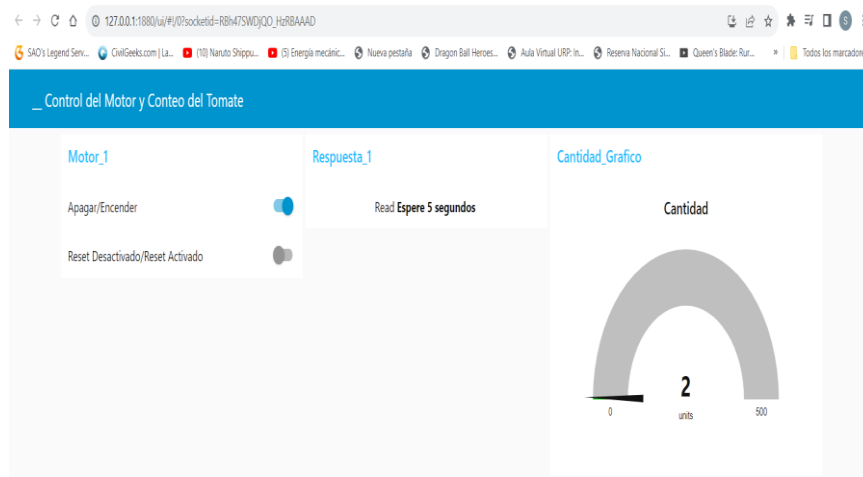 127.0.0.1:1880/ui/#!/0?socketid=RBh47SWDjQO_HzRBAAAD
S
SAO's Legend Serv... CivilGeeks.com | La... (10) Naruto Shippu... (5) Energía mecánic... Nueva pestaña Dragon Ball Heroes... Aula Virtual URP: In... Reserva Nacional Si... Queen's Blade: Rur... » Todos los marcadore
__ Control del Motor y Conteo del Tomate
Motor_1
Apagar/Encender
Reset Desactivado/Reset Activado
Respuesta_1
Read Espere 5 segundos
Cantidad_Grafico
Cantidad
2
units
0
500